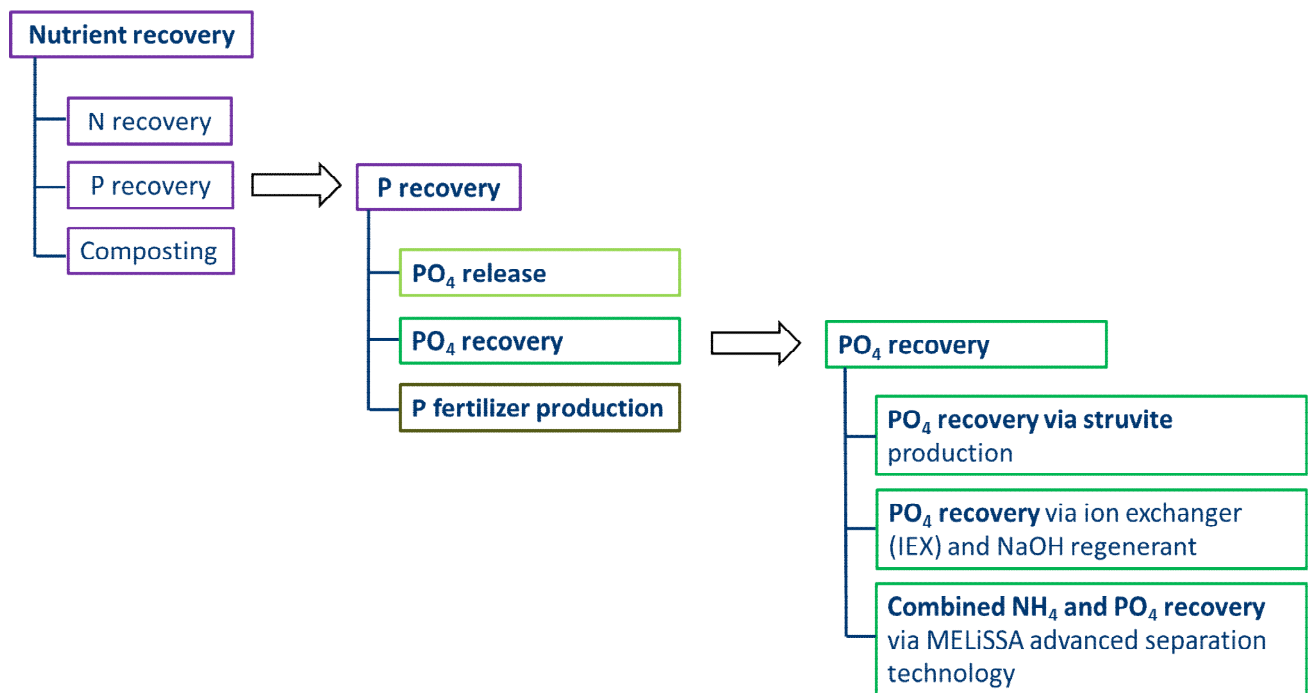 Nutrient recovery
N recovery
P recovery
Composting
P recovery
PO₄ release
PO₄ recovery
P fertilizer production
PO₄ recovery
PO₄ recovery via struvite
production
PO₄ recovery via ion exchanger
(IEX) and NaOH regenerant
Combined NH₄ and PO₄ recovery
via MELiSSA advanced separation
technology